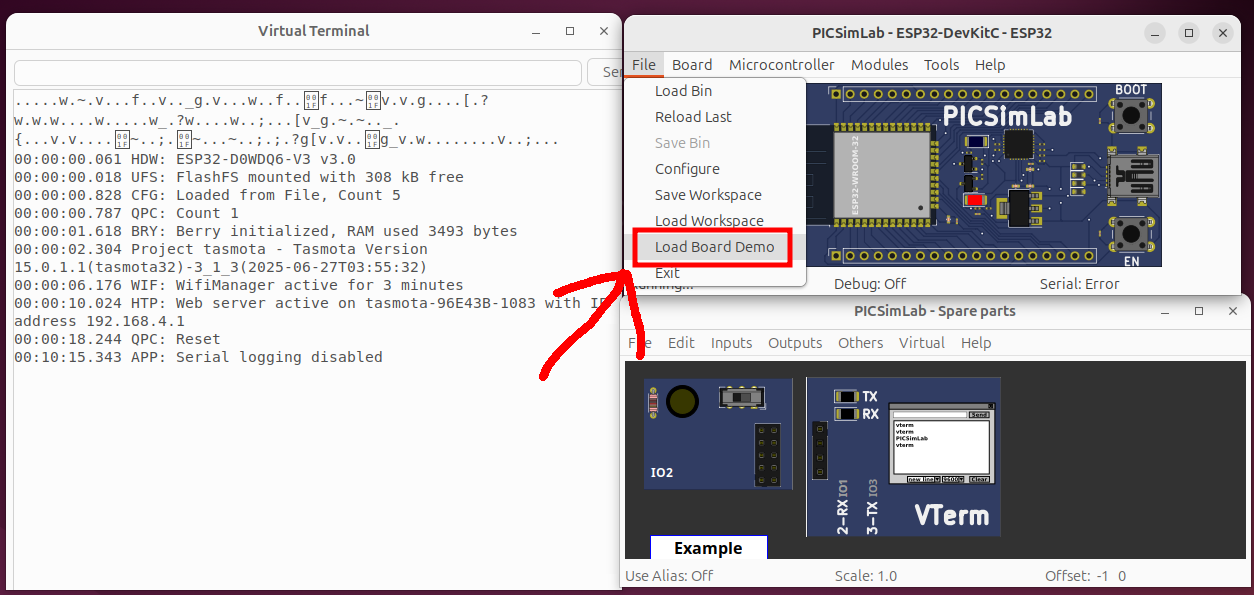 Virtual Terminal
Sen
.....w.~.v...f..v.._g.v...w..f..f...~v.v.g....[.?
w.w.w....w.....w_.?w....w..;...[v_g.~.~.._.
{...v.v....~..;.~...~..;.;.?g[v.v..g_v.w........v..;...
00:00:00.061 HDW: ESP32-D0WDQ6-V3 v3.0
00:00:00.018 UFS: FlashFS mounted with 308 kB free
00:00:00.828 CFG: Loaded from File, Count 5
00:00:00.787 QPC: Count 1
00:00:01.618 BRY: Berry initialized, RAM used 3493 bytes
00:00:02.304 Project tasmota - Tasmota Version
15.0.1.1(tasmota32)-3_1_3(2025-06-27T03:55:32)
00:00:06.176 WIF: WifiManager active for 3 minutes
00:00:10.024 HTP: Web server active on tasmota-96E43B-1083 with IP
address 192.168.4.1
00:00:18.244 QPC: Reset
00:10:15.343 APP: Serial logging disabled
PICSimLab - ESP32-DevKitC - ESP32
File Board Microcontroller Modules Tools Help
Load Bin
Reload Last
Save Bin
Configure
Save Workspace
Load Workspace
Load Board Demo
Exit
PICSimLab
BOOT
ESP32-WROOM-32
EN
Running... Debug: Off Serial: Error
PICSimLab - Spare parts
File Edit Inputs Outputs Others Virtual Help
IO2
TX
RX
Send
vterm
vterm
PICSimLab
vterm
new line 9600 Clear
2-RX IO1
3-TX IO3
VTerm
Example
Use Alias: Off Scale: 1.0 Offset: -1 0